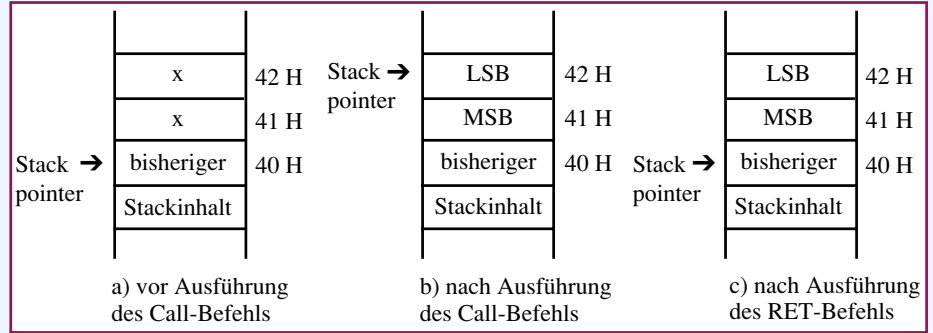 x
42 H
x
41 H
Stack ➔
pointer
bisheriger
40 H
Stackinhalt
a) vor Ausführung
des Call-Befehls
Stack ➔
pointer
LSB
42 H
MSB
41 H
bisheriger
40 H
Stackinhalt
b) nach Ausführung
des Call-Befehls
LSB
42 H
MSB
41 H
Stack ➔
pointer
bisheriger
40 H
Stackinhalt
c) nach Ausführung
des RET-Befehls